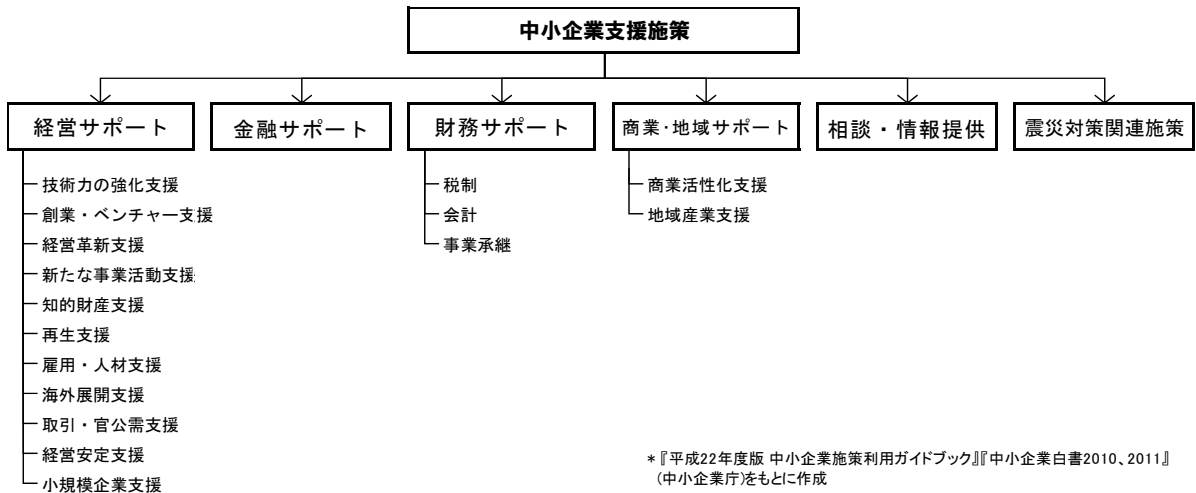 中小企業支援施策
経営サポート
金融サポート
財務サポート
商業・地域サポート
相談・情報提供
震災対策関連施策
技術力の強化支援
創業・ベンチャー支援
経営革新支援
新たな事業活動支援
知的財産支援
再生支援
雇用・人材支援
海外展開支援
取引・官公需支援
経営安定支援
小規模企業支援
税制
会計
事業承継
商業活性化支援
地域産業支援
*『平成22年度版 中小企業施策利用ガイドブック』『中小企業白書2010、2011』
(中小企業庁)をもとに作成